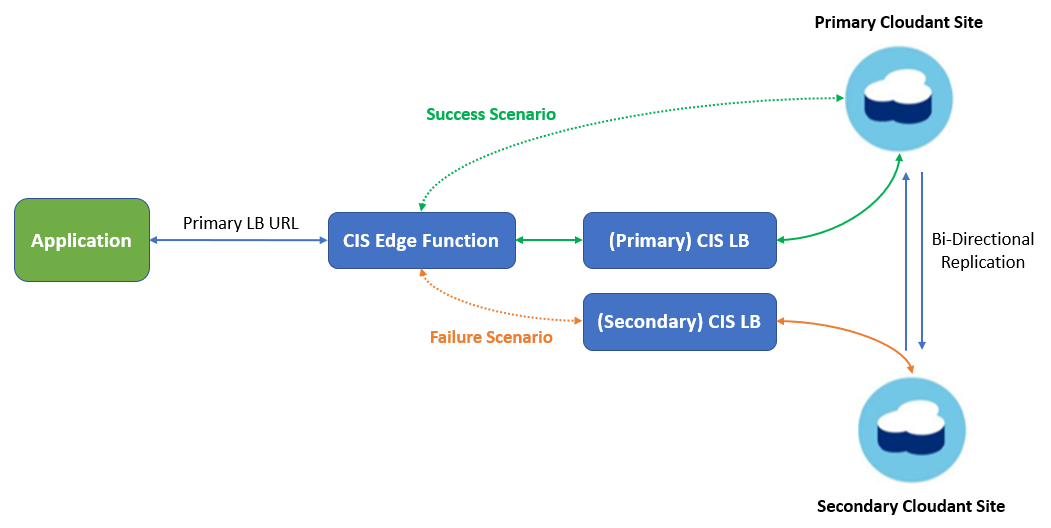 Primary Cloudant Site
Success Scenario
Application
Primary LB URL
CIS Edge Function
(Primary) CIS LB
Bi-Directional
Replication
(Secondary) CIS LB
Failure Scenario
Secondary Cloudant Site